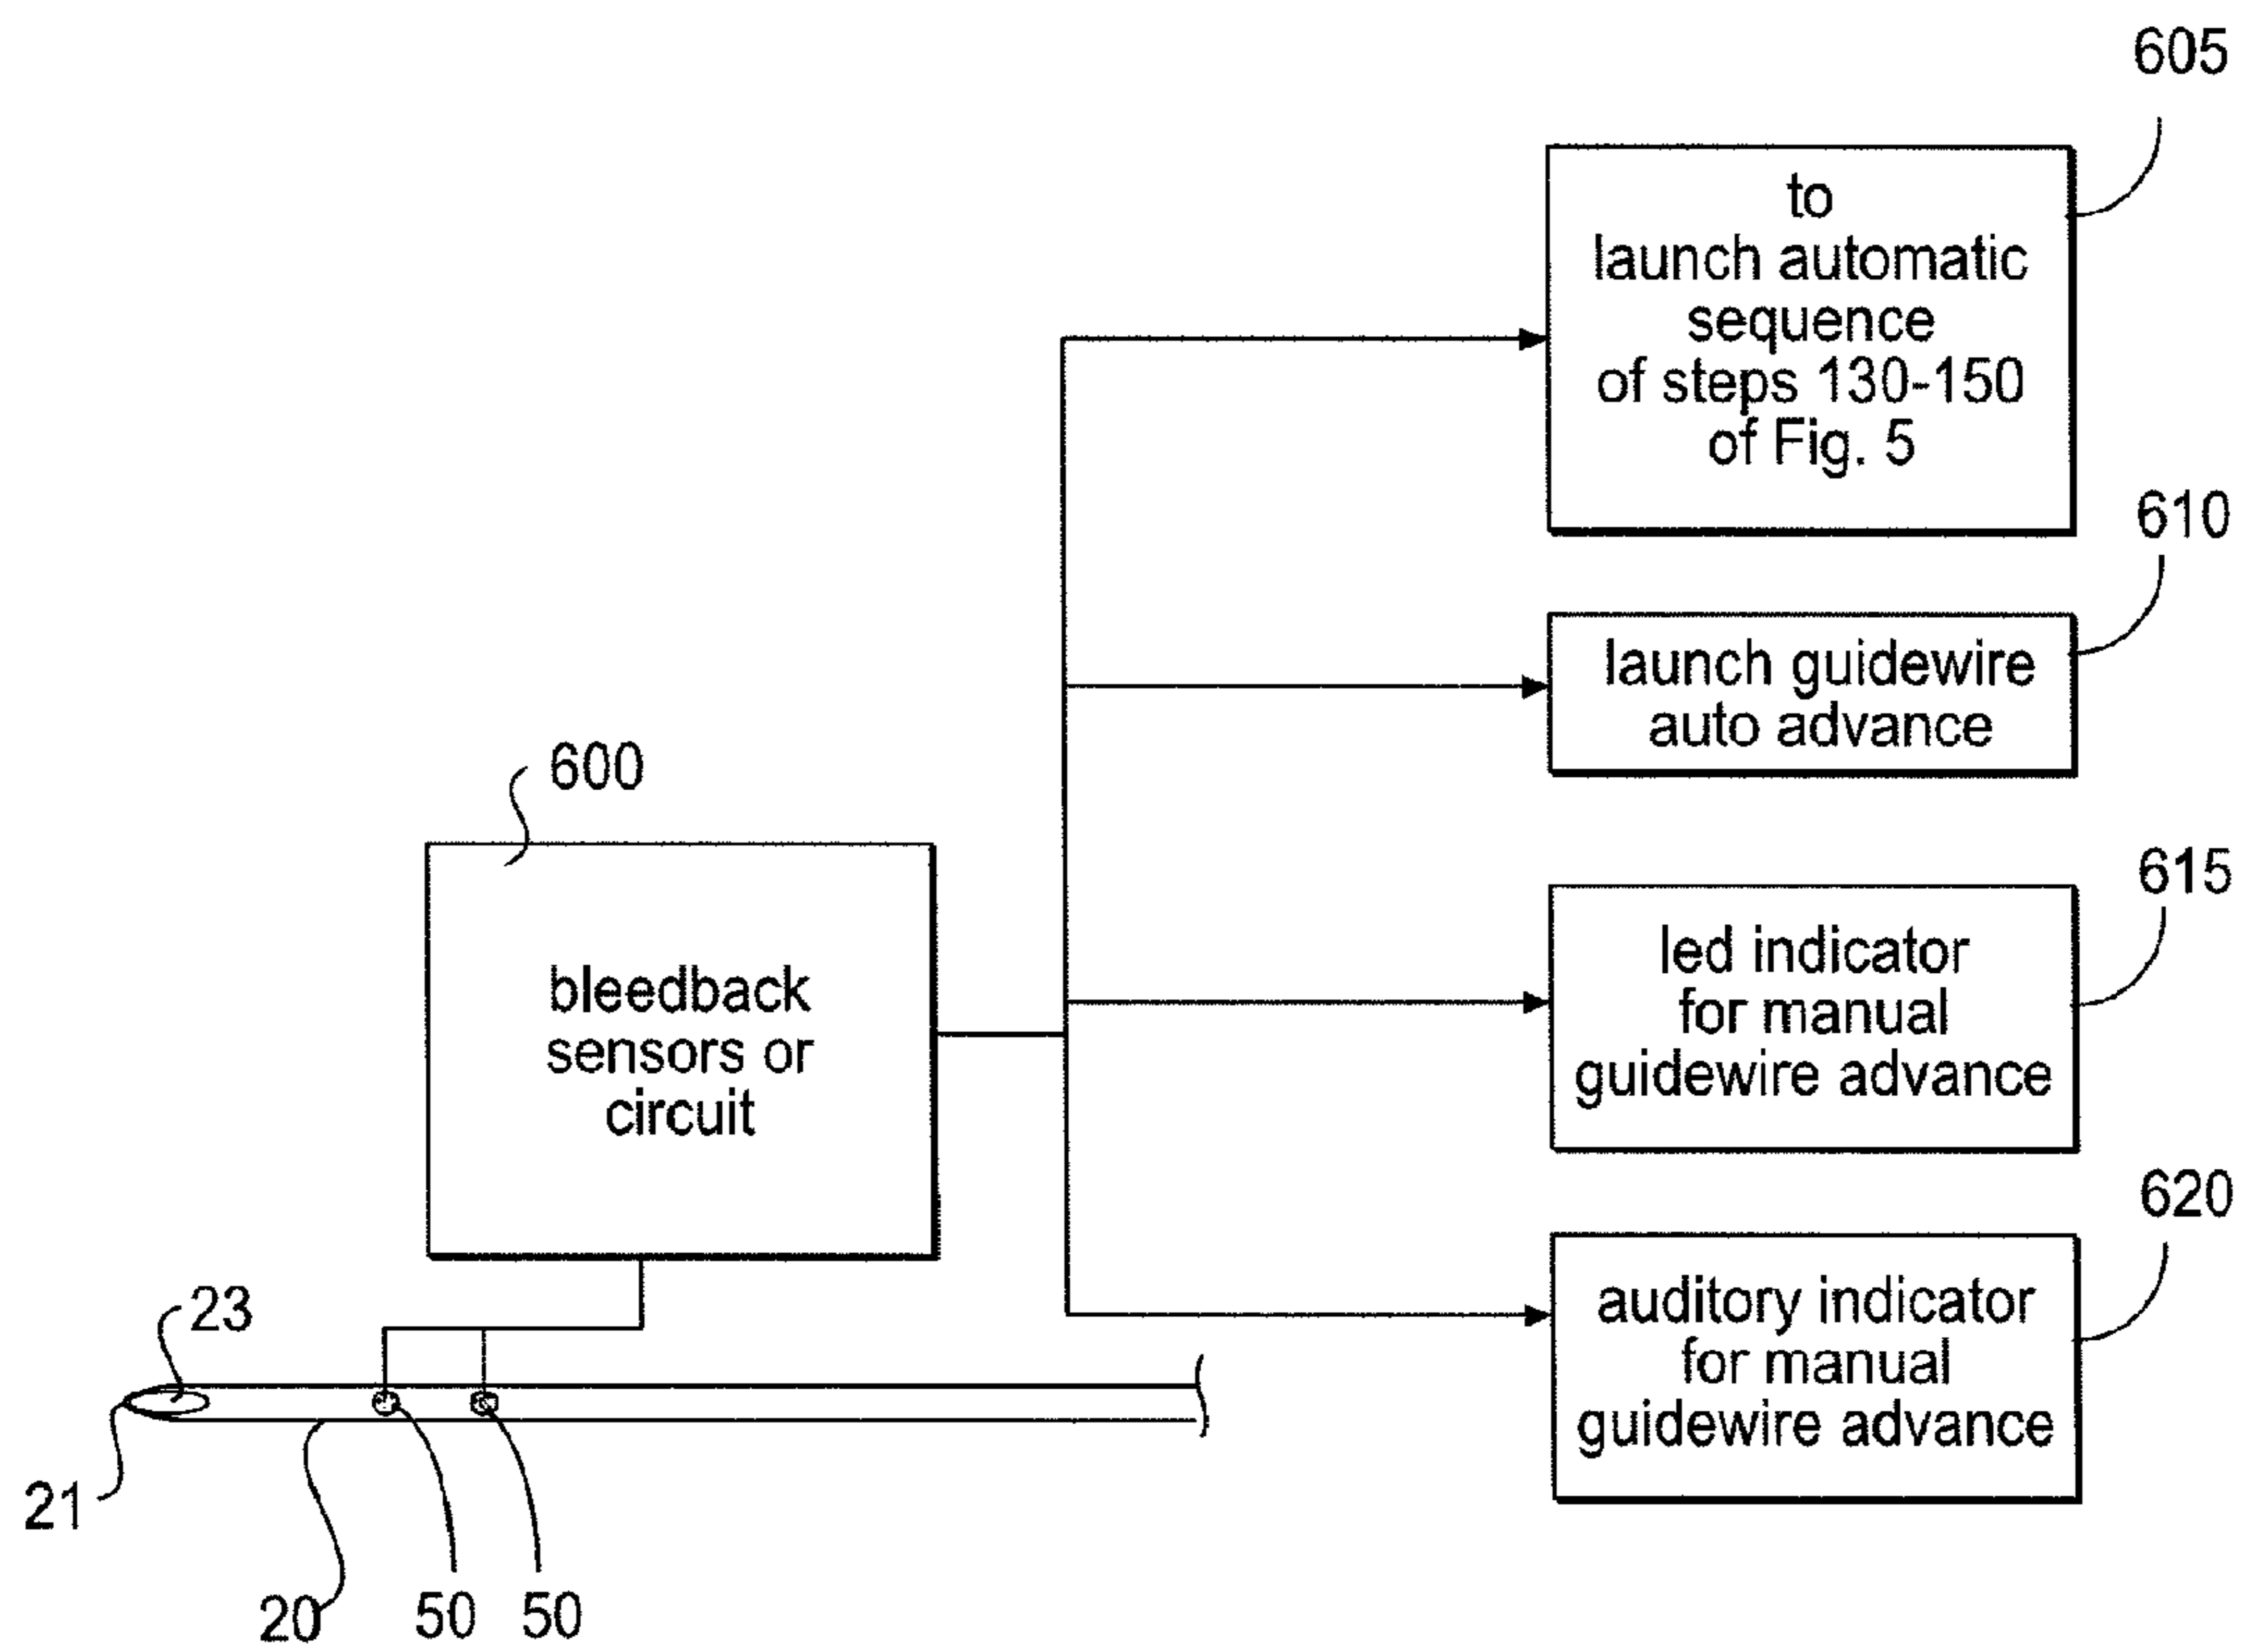 605
to
launch automatic
sequence
of steps 130-150
of Fig. 5
610
launch guidewire
auto advance
600
bleedback
sensors or
circuit
615
led indicator
for manual
guidewire advance
620
auditory indicator
for manual
guidewire advance
23
21
20
50
50